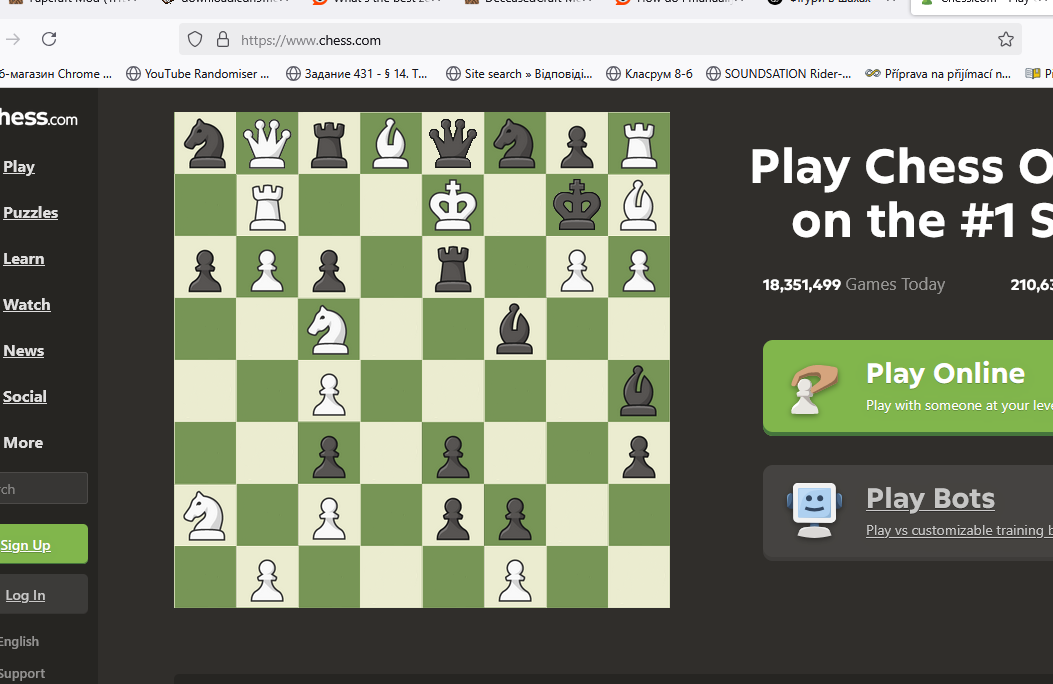 https://www.chess.com
б-магазин Chrome ...
YouTube Randomiser ...
Задание 431 - § 14. Т...
Site search » Відповіді...
Класрум 8-б
SOUNDSATION Rider-...
Příprava na přijímací n...
hess.com
Play
Puzzles
Learn
Watch
News
Social
More
rch
Sign Up
Log In
English
Support
Play Chess O
on the #1 S
18,351,499 Games Today
210,63
Play Online
Play with someone at your leve
Play Bots
Play vs customizable training b